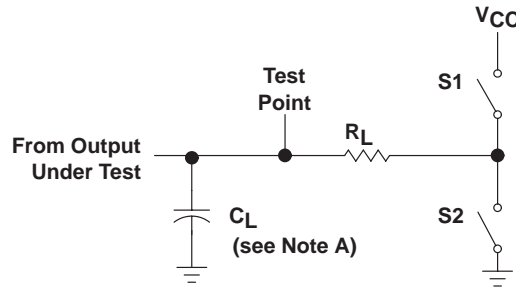 VCC
S1
Test
Point
RL
From Output
Under Test
CL
(see Note A)
S2